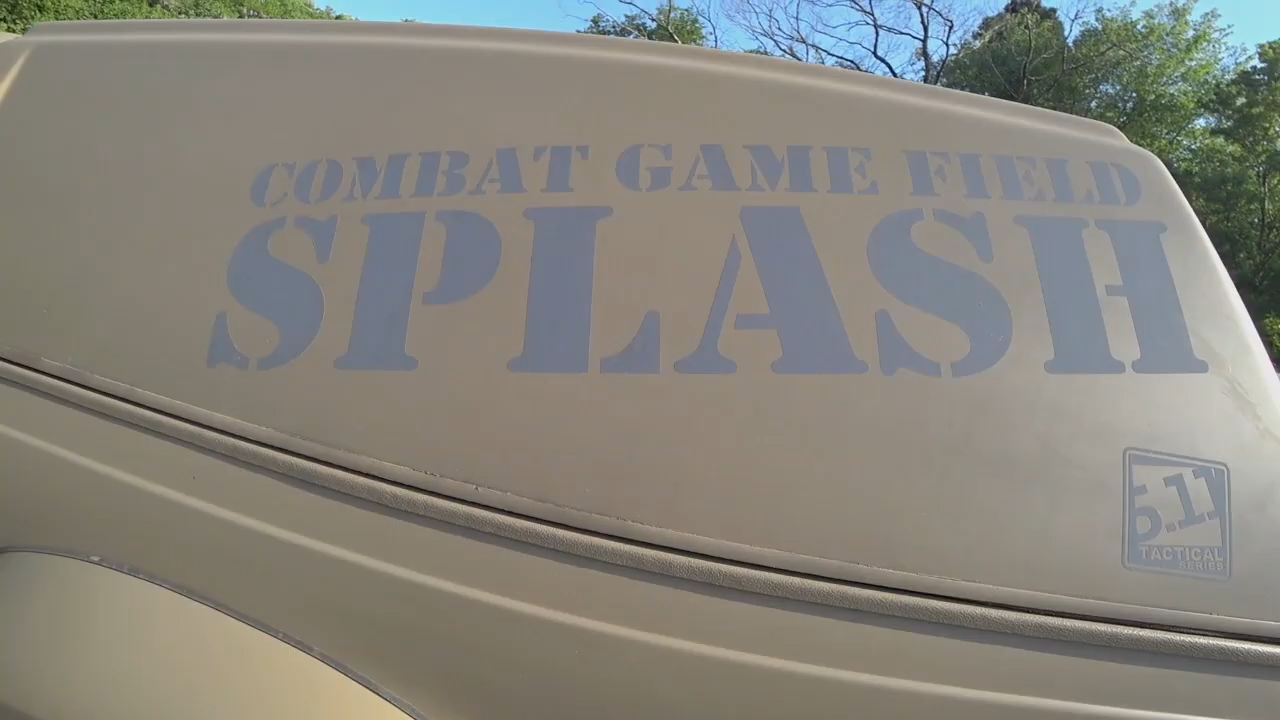 COMBAT GAME FIELD
SPLASH
5.11
TACTICAL
SERIES